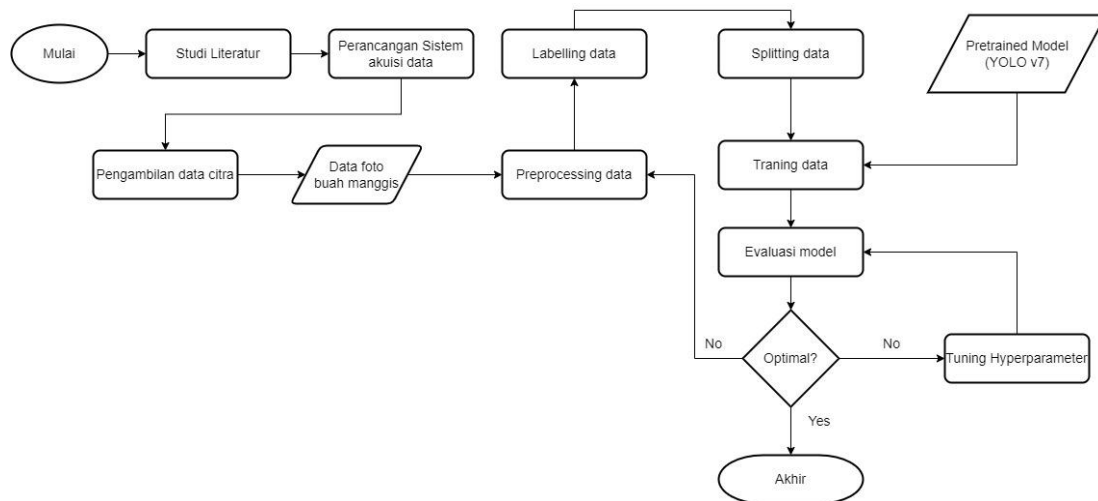 Mulai
Studi Literatur
Perancangan Sistem
akuisi data
Labelling data
Splitting data
Pretrained Model
(YOLO v7)
Pengambilan data citra
Data foto
buah manggis
Preprocessing data
Traning data
Evaluasi model
No
Optimal?
No
Tuning Hyperparameter
Yes
Akhir